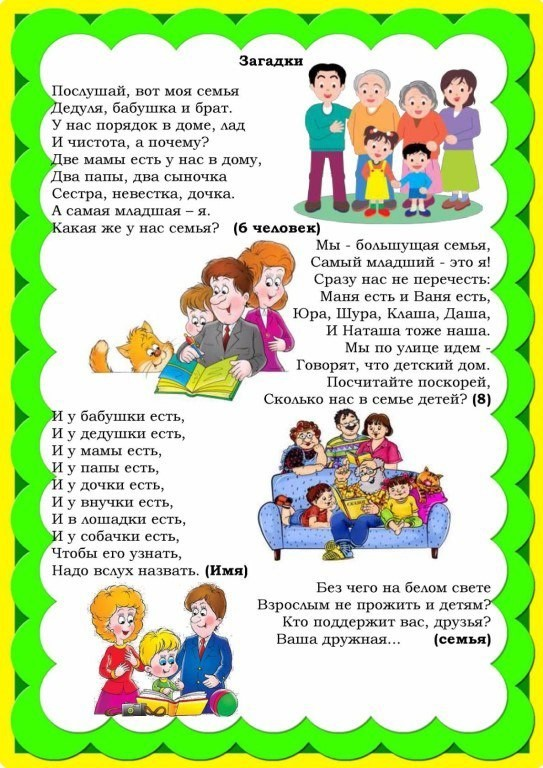 Загадки
Послушай, вот моя семья
Дедуля, бабушка и брат.
У нас порядок в доме, лад
И чистота, а почему?
Две мамы есть у нас в дому,
Два папы, два сыночка
Сестра, невестка, дочка.
А самая младшая – я.
Какая же у нас семья? (6 человек)
Мы - большущая семья,
Самый младший - это я!
Сразу нас не перечесть:
Маня есть и Ваня есть,
Юра, Шура, Клаша, Даша,
И Наташа тоже наша.
Мы по улице идем -
Говорят, что детский дом.
Посчитайте поскорей,
Сколько нас в семье детей? (8)
И у бабушки есть,
И у дедушки есть,
И у мамы есть,
И у папы есть,
И у дочки есть,
И у внучки есть,
И в лошадки есть,
И у собачки есть,
Чтобы его узнать,
Надо вслух назвать. (Имя)
Без чего на белом свете
Взрослым не прожить и детям?
Кто поддержит вас, друзья?
Ваша дружная... (семья)